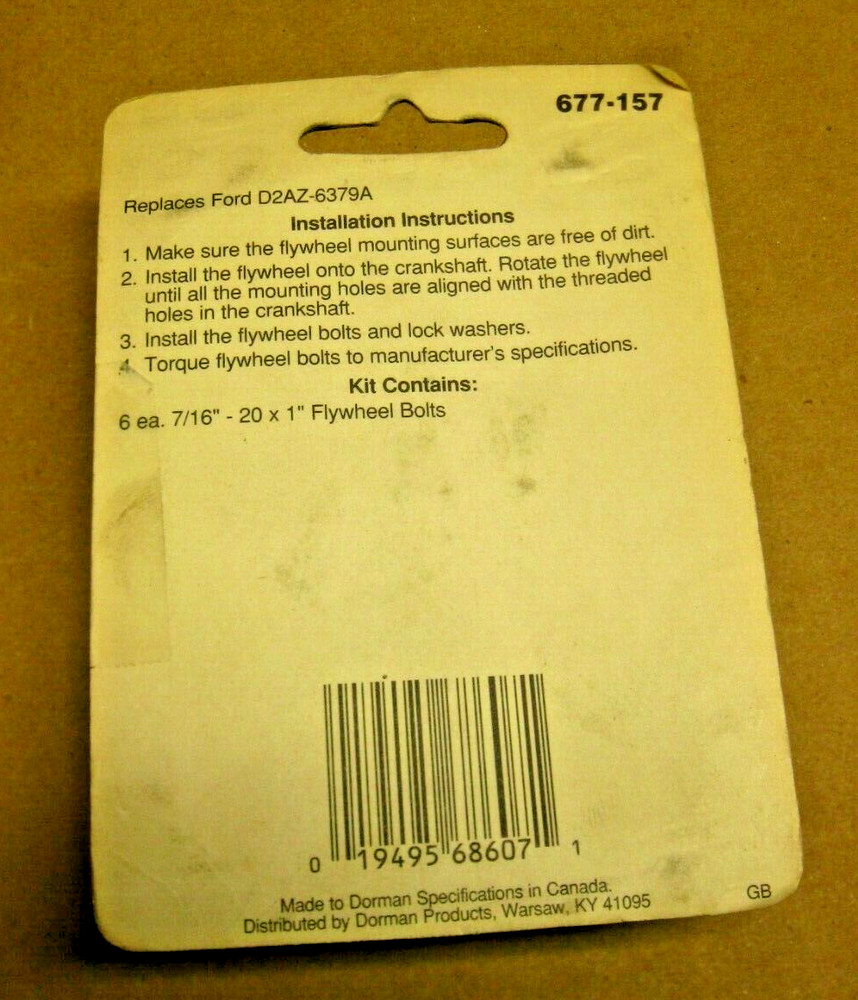 677-157
Replaces Ford D2AZ-6379A
Installation Instructions
1. Make sure the flywheel mounting surfaces are free of dirt.
2. Install the flywheel onto the crankshaft. Rotate the flywheel
until all the mounting holes are aligned with the threaded
holes in the crankshaft.
3. Install the flywheel bolts and lock washers.
4. Torque flywheel bolts to manufacturer's specifications.
Kit Contains:
6 ea. 7/16" - 20 x 1" Flywheel Bolts
0 19495 68607 1
Made to Dorman Specifications in Canada.
Distributed by Dorman Products, Warsaw, KY 41095
GB